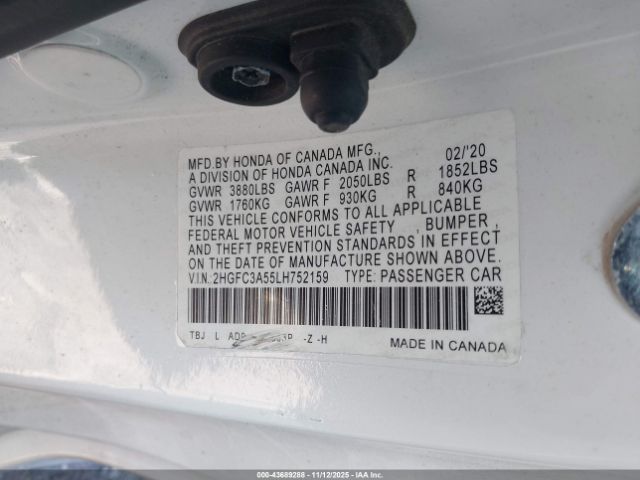 MFD.BY HONDA OF CANADA MFG., 02/'20
A DIVISION OF HONDA CANADA INC.
GVWR 3880LBS GAWR F 2050LBS R 1852LBS
GVWR 1760KG GAWR F 930KG R 840KG
THIS VEHICLE CONFORMS TO ALL APPLICABLE
FEDERAL MOTOR VEHICLE SAFETY , BUMPER ,
AND THEFT PREVENTION STANDARDS IN EFFECT
ON THE DATE OF MANUFACTURE SHOWN ABOVE.
V.I.N. 2HGFC3A55LH752159 TYPE: PASSENGER CAR
TBJ L -Z -H MADE IN CANADA
000-43689288 - 11/12/2025 - IAA Inc.